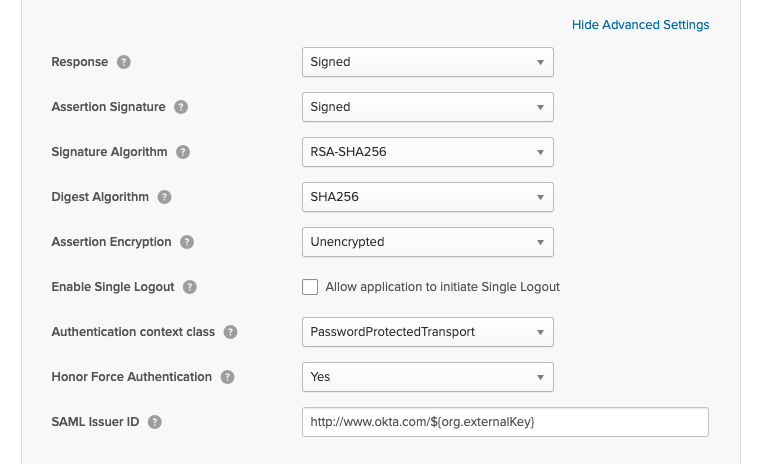 Hide Advanced Settings
Response ? Signed
Assertion Signature ? Signed
Signature Algorithm ? RSA-SHA256
Digest Algorithm ? SHA256
Assertion Encryption ? Unencrypted
Enable Single Logout ? Allow application to initiate Single Logout
Authentication context class ? PasswordProtectedTransport
Honor Force Authentication ? Yes
SAML Issuer ID ? http://www.okta.com/${org.externalKey}